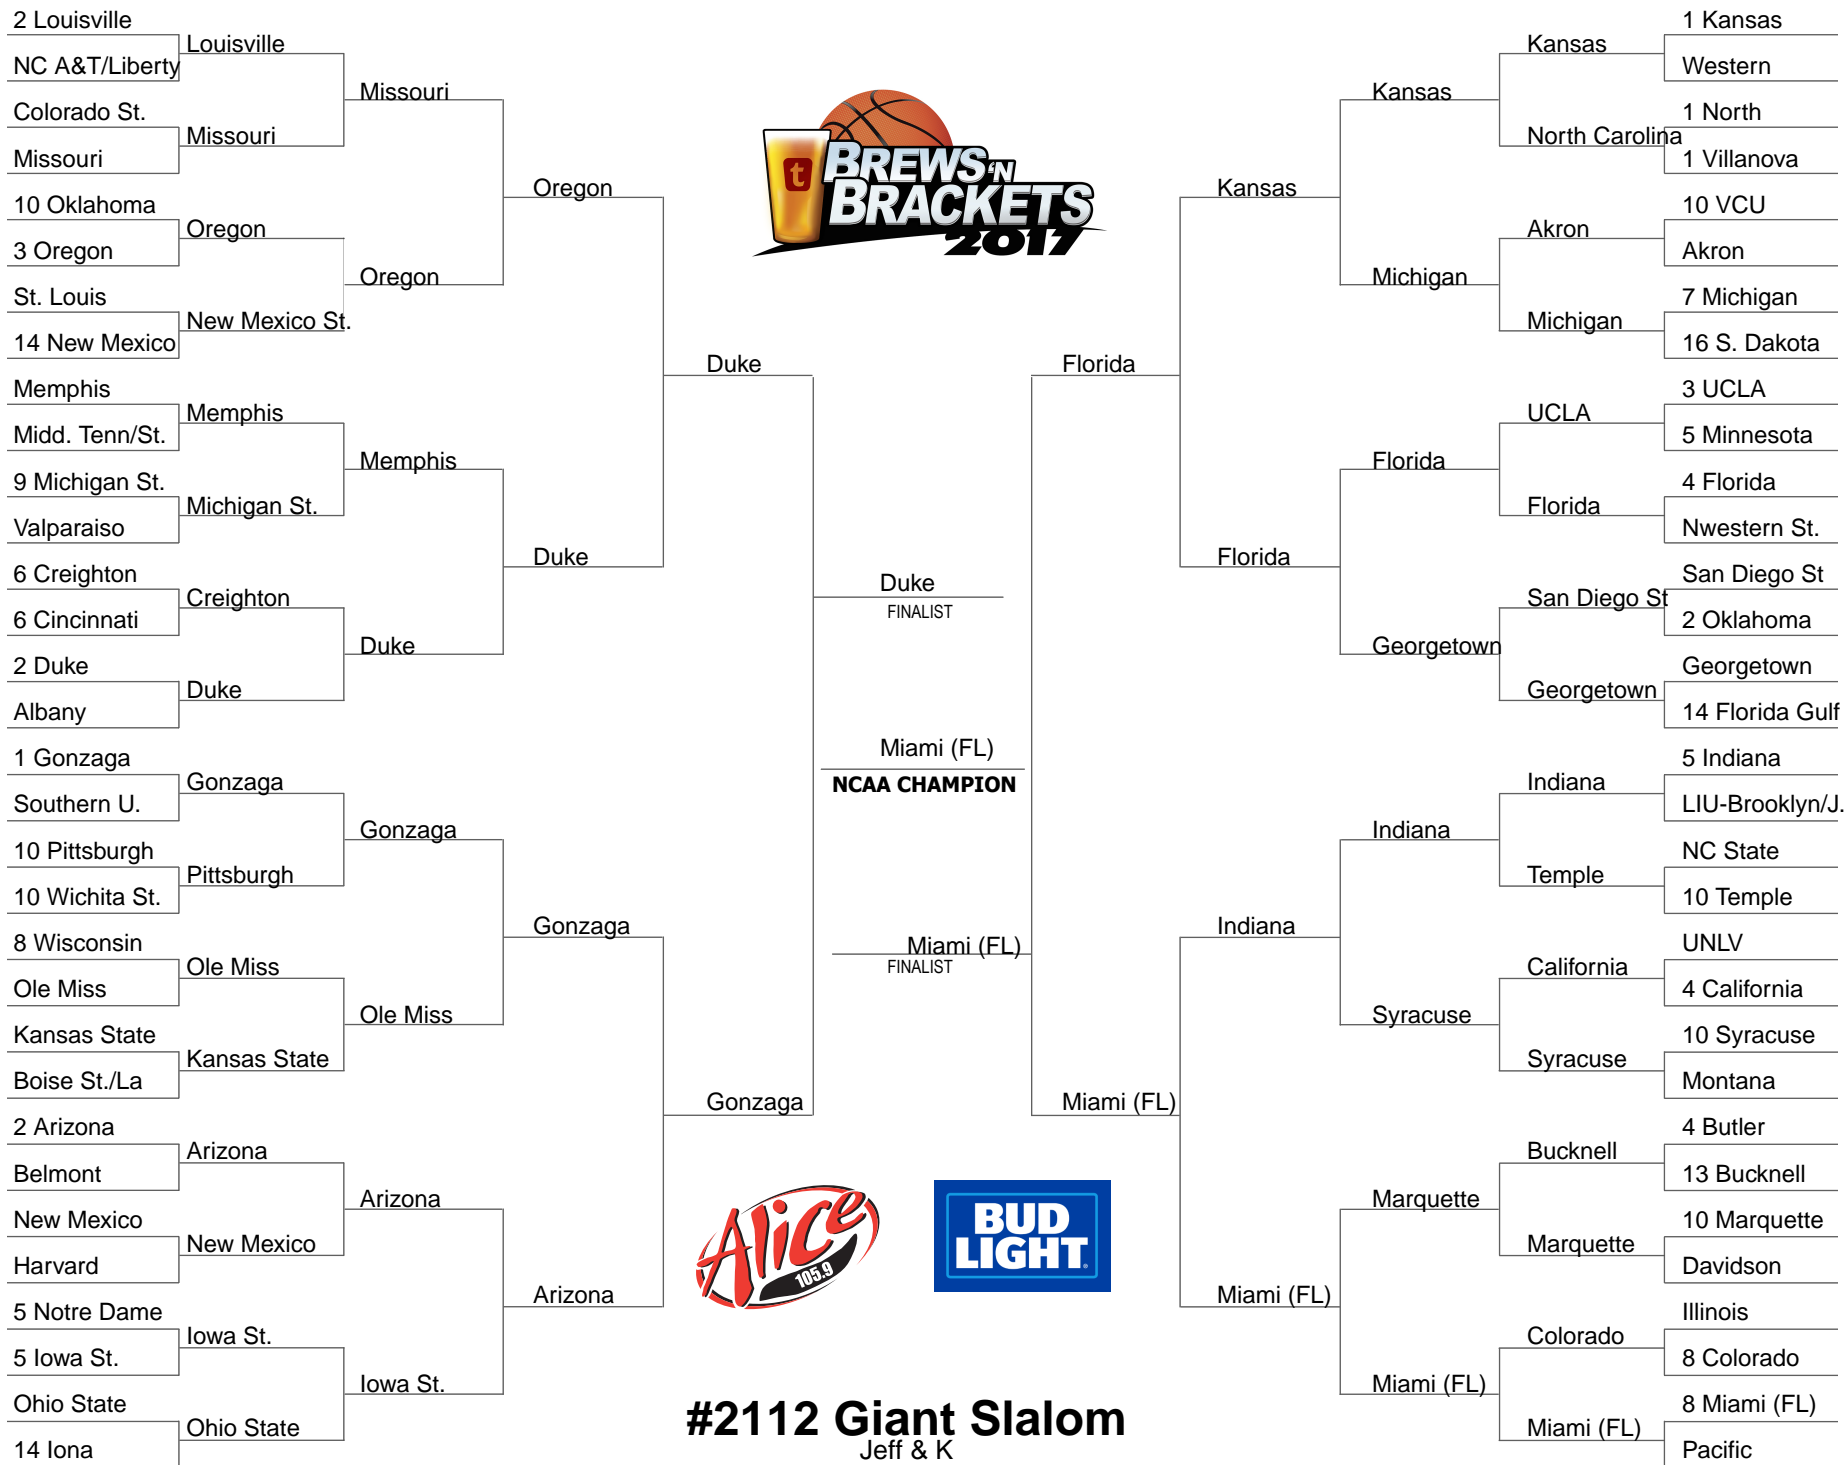 2 Louisville
NC A&T/Liberty
Colorado St.
Missouri
10 Oklahoma
3 Oregon
St. Louis
14 New Mexico
Memphis
Midd. Tenn/St.
9 Michigan St.
Valparaiso
6 Creighton
6 Cincinnati
2 Duke
Albany
1 Gonzaga
Southern U.
10 Pittsburgh
10 Wichita St.
8 Wisconsin
Ole Miss
Kansas State
Boise St./La
2 Arizona
Belmont
New Mexico
Harvard
5 Notre Dame
5 Iowa St.
Ohio State
14 Iona
Louisville
Missouri
Oregon
New Mexico St.
Memphis
Michigan St.
Creighton
Duke
Gonzaga
Pittsburgh
Ole Miss
Kansas State
Arizona
New Mexico
Iowa St.
Ohio State
Missouri
Oregon
Memphis
Duke
Gonzaga
Ole Miss
Arizona
Iowa St.
Oregon
Duke
Gonzaga
Arizona
Duke
Gonzaga
t
BREWS 'N
BRACKETS
2017
Duke
FINALIST
Miami (FL)
NCAA CHAMPION
Miami (FL)
FINALIST
Alice
105.9
BUD
LIGHT
#2112 Giant Slalom
Jeff & K
Florida
Miami (FL)
Kansas
Florida
Indiana
Miami (FL)
Kansas
Michigan
Florida
Georgetown
Indiana
Syracuse
Marquette
Miami (FL)
Kansas
North Carolina
Akron
Michigan
UCLA
Florida
San Diego St
Georgetown
Indiana
Temple
California
Syracuse
Bucknell
Marquette
Colorado
Miami (FL)
1 Kansas
Western
1 North
1 Villanova
10 VCU
Akron
7 Michigan
16 S. Dakota
3 UCLA
5 Minnesota
4 Florida
Nwestern St.
San Diego St
2 Oklahoma
Georgetown
14 Florida Gulf
5 Indiana
LIU-Brooklyn/J.
NC State
10 Temple
UNLV
4 California
10 Syracuse
Montana
4 Butler
13 Bucknell
10 Marquette
Davidson
Illinois
8 Colorado
8 Miami (FL)
Pacific